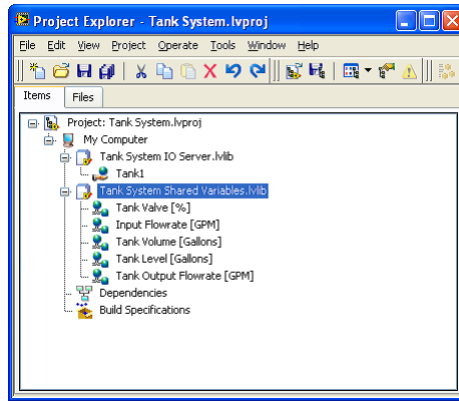 Project Explorer - Tank System.lvproj
File Edit View Project Operate Tools Window Help
Items Files
Project: Tank System.lvproj
My Computer
Tank System IO Server.lvlib
Tank1
Tank System Shared Variables.lvlib
Tank Valve [%]
Input Flowrate [GPM]
Tank Volume [Gallons]
Tank Level [Gallons]
Tank Output Flowrate [GPM]
Dependencies
Build Specifications